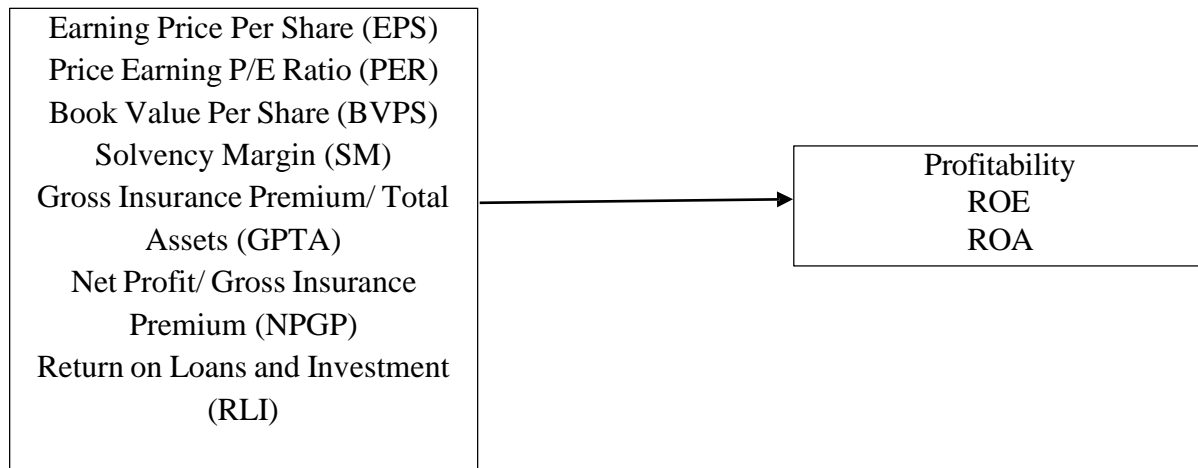 Earning Price Per Share (EPS)
Price Earning P/E Ratio (PER)
Book Value Per Share (BVPS)
Solvency Margin (SM)
Gross Insurance Premium/ Total
Assets (GPTA)
Net Profit/ Gross Insurance
Premium (NPGP)
Return on Loans and Investment
(RLI)
Profitability
ROE
ROA